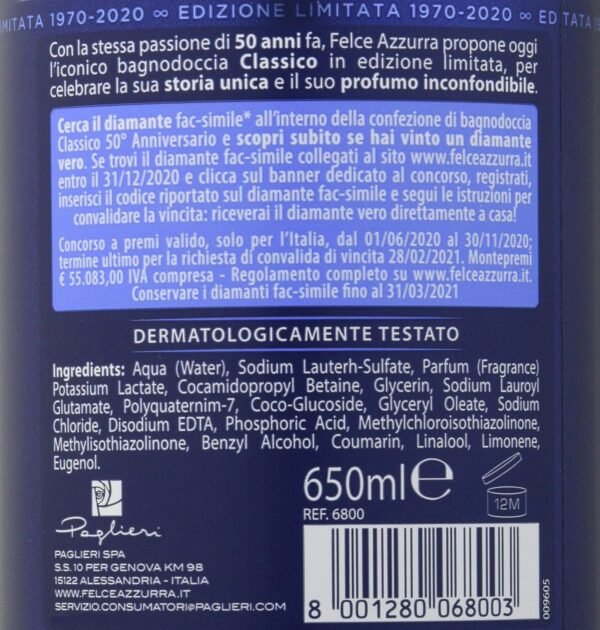 IMITATA 1970-2020 ∞ EDIZIONE LIMITATA 1970-2020 ∞ ED TATA 1970
Con la stessa passione di 50 anni fa, Felce Azzurra propone oggi
l'iconico bagnodoccia Classico in edizione limitata, per
celebrare la sua storia unica e il suo profumo inconfondibile.
Cerca il diamante fac-simile* all'interno della confezione di bagnodoccia
Classico 50° Anniversario e scopri subito se hai vinto un diamante
vero. Se trovi il diamante fac-simile collegati al sito www.felceazzurra.it
entro il 31/12/2020 e clicca sul banner dedicato al concorso, registrati,
inserisci il codice riportato sul diamante fac-simile e segui le istruzioni per
convalidare la vincita: riceverai il diamante vero direttamente a casa!
Concorso a premi valido, solo per l'Italia, dal 01/06/2020 al 30/11/2020;
termine ultimo per la richiesta di convalida di vincita 28/02/2021. Montepremi
€ 55.083,00 IVA compresa - Regolamento completo su www.felceazzurra.it
Conservare i diamanti fac-simile fino al 31/03/2021
DERMATOLOGICAMENTE TESTATO
Ingredients: Aqua (Water), Sodium Lauterh-Sulfate, Parfum (Fragrance)
Potassium Lactate, Cocamidopropyl Betaine, Glycerin, Sodium Lauroyl
Glutamate, Polyquaternim-7, Coco-Glucoside, Glyceryl Oleate, Sodium
Chloride, Disodium EDTA, Phosphoric Acid, Methylchloroisothiazolinone,
Methylisothiazolinone, Benzyl Alcohol, Coumarin, Linalool, Limonene,
Eugenol.
650ml ℮
REF. 6800
12M
Paglieri
PAGLIERI SPA
S.S. 10 PER GENOVA KM 98
15122 ALESSANDRIA - ITALIA
WWW.FELCEAZZURRA.IT
SERVIZIO.CONSUMATORI@PAGLIERI.COM
8 001280 068003
009605